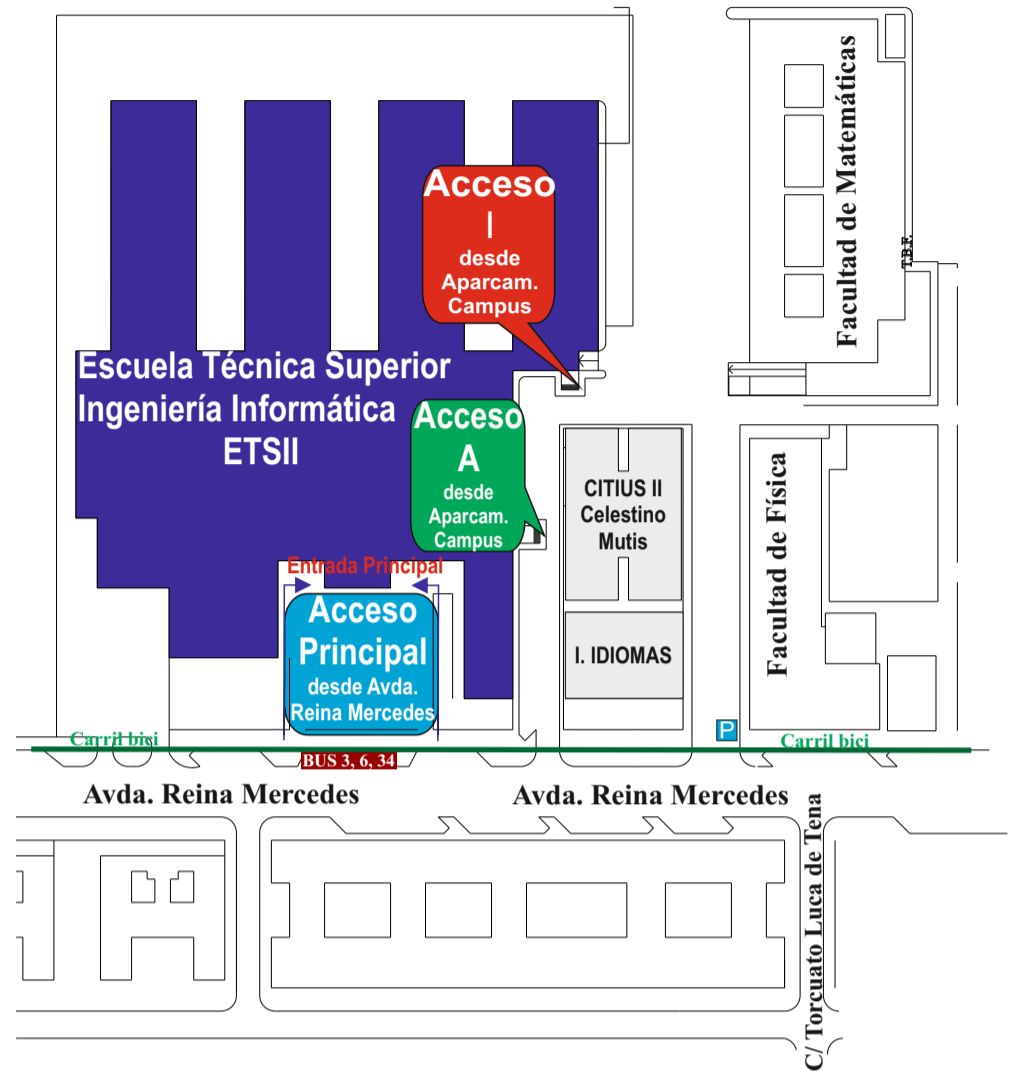 Facultad de Matemáticas
T.B.F.
Acceso
I
desde
Aparcam.
Campus
Escuela Técnica Superior
Ingeniería Informática
ETSII
Acceso
A
desde
Aparcam.
Campus
CITIUS II
Celestino
Mutis
I. IDIOMAS
Facultad de Física
Entrada Principal
Acceso
Principal
desde Avda.
Reina Mercedes
P
Carril bici
Carril bici
BUS 3, 6, 34
Avda. Reina Mercedes
Avda. Reina Mercedes
C/ Torcuato Luca de Tena